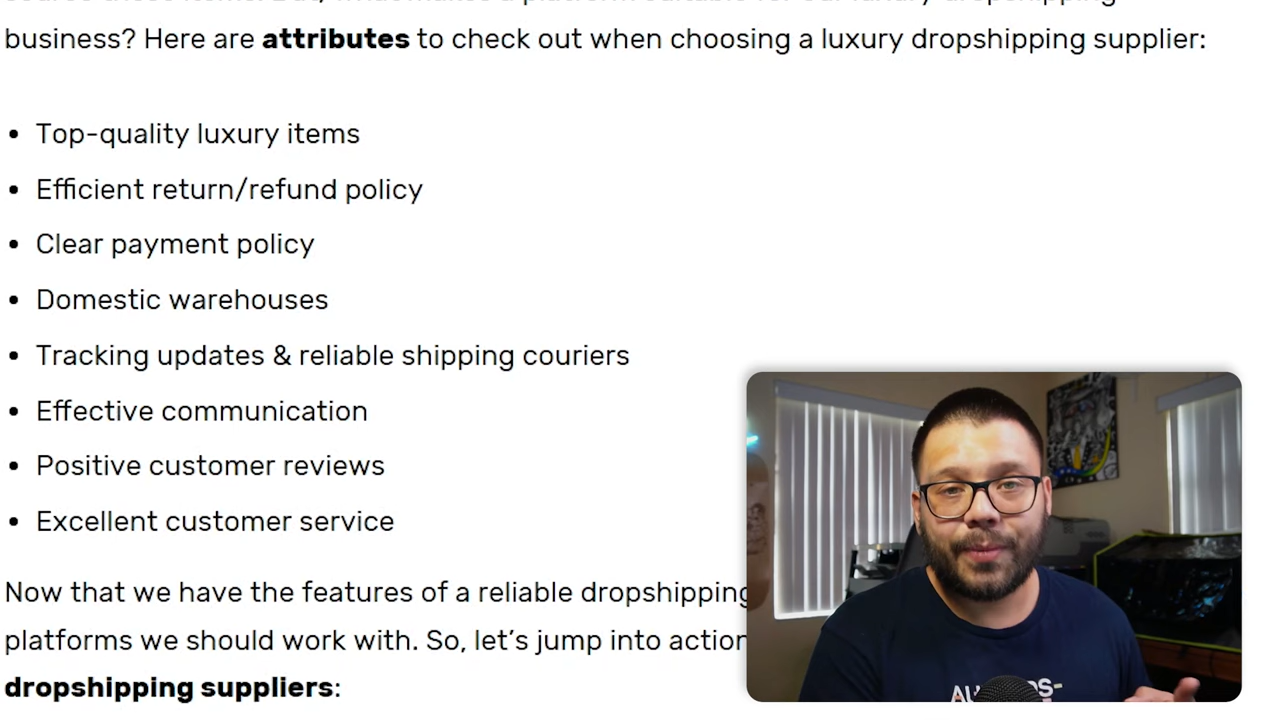 business? Here are attributes to check out when choosing a luxury dropshipping supplier:
• Top-quality luxury items
• Efficient return/refund policy
• Clear payment policy
• Domestic warehouses
• Tracking updates & reliable shipping couriers
• Effective communication
• Positive customer reviews
• Excellent customer service
Now that we have the features of a reliable dropshipping
platforms we should work with. So, let’s jump into action
dropshipping suppliers: